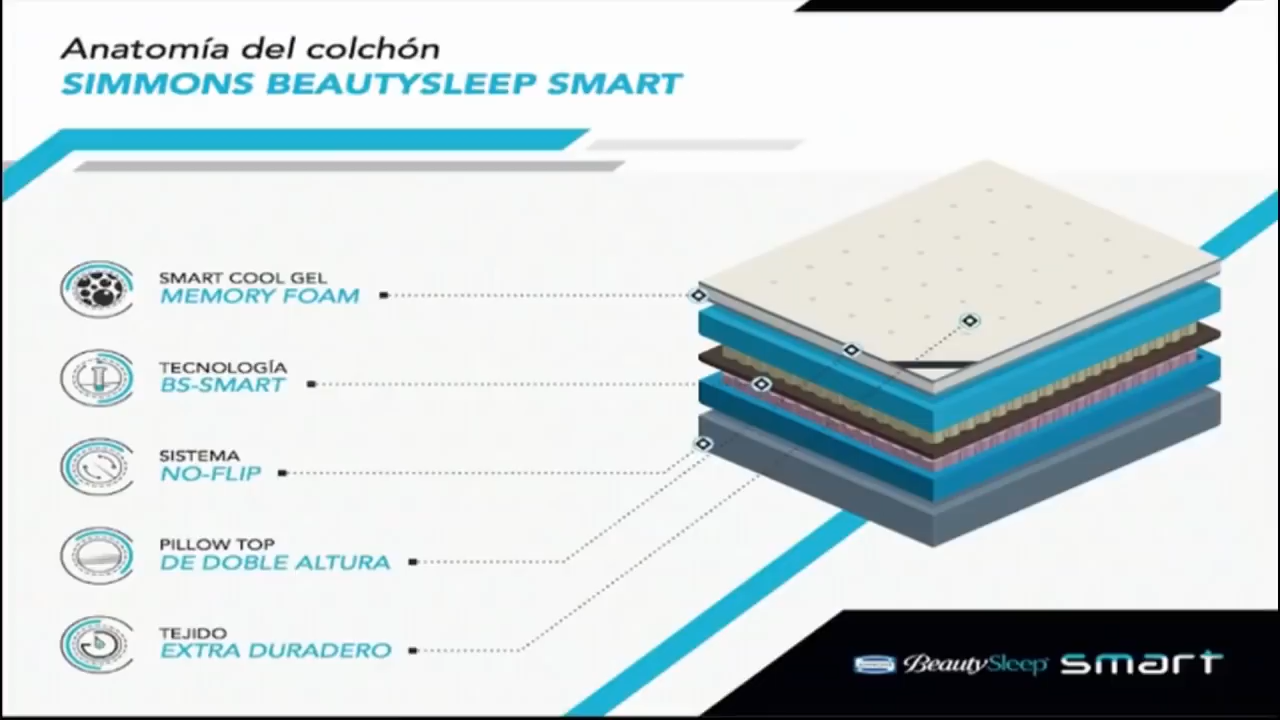 Anatomía del colchón
SIMMONS BEAUTYSLEEP SMART
SMART COOL GEL
MEMORY FOAM
TECNOLOGÍA
BS-SMART
SISTEMA
NO-FLIP
PILLOW TOP
DE DOBLE ALTURA
TEJIDO
EXTRA DURADERO
BeautySleep smart